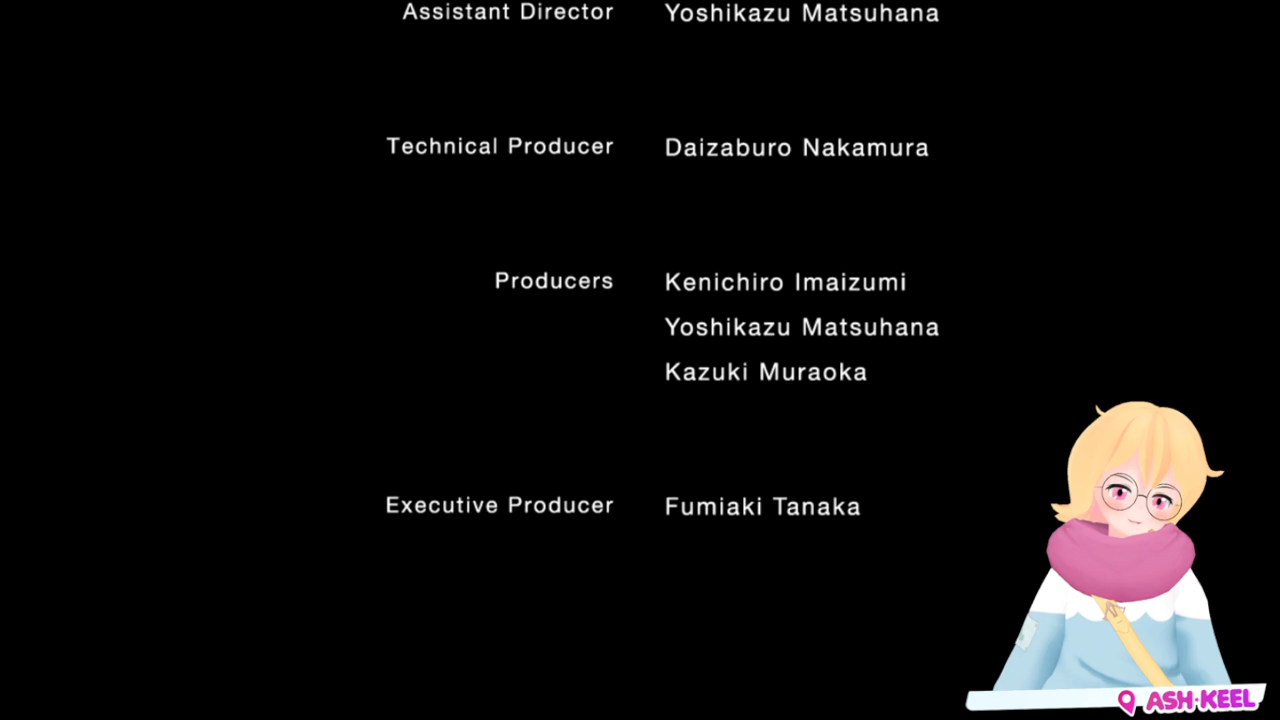 Assistant Director Yoshikazu Matsuhana
Technical Producer Daizaburo Nakamura
Producers Kenichiro Imaizumi
Yoshikazu Matsuhana
Kazuki Muraoka
Executive Producer Fumiaki Tanaka
ASH KEEL